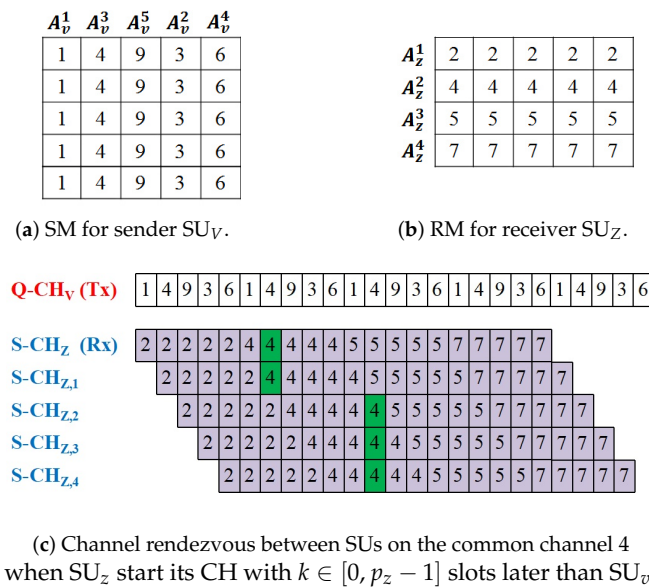 A_v^1 A_v^3 A_v^5 A_v^2 A_v^4
1 4 9 3 6
1 4 9 3 6
1 4 9 3 6
1 4 9 3 6
1 4 9 3 6
(a) SM for sender SU_V.
A_z^1 2 2 2 2 2
A_z^2 4 4 4 4 4
A_z^3 5 5 5 5 5
A_z^4 7 7 7 7 7
(b) RM for receiver SU_Z.
Q-CH_V (Tx) 1 4 9 3 6 1 4 9 3 6 1 4 9 3 6 1 4 9 3 6 1 4 9 3 6
S-CH_Z (Rx) 2 2 2 2 2 4 4 4 4 4 5 5 5 5 5 7 7 7 7 7
S-CH_Z,1 2 2 2 2 2 4 4 4 4 4 5 5 5 5 5 7 7 7 7 7
S-CH_Z,2 2 2 2 2 2 4 4 4 4 4 5 5 5 5 5 7 7 7 7 7
S-CH_Z,3 2 2 2 2 2 4 4 4 4 4 5 5 5 5 5 7 7 7 7 7
S-CH_Z,4 2 2 2 2 2 4 4 4 4 4 5 5 5 5 5 7 7 7 7 7
(c) Channel rendezvous between SUs on the common channel 4
when SU_z start its CH with k ∈ [0, p_z − 1] slots later than SU_v